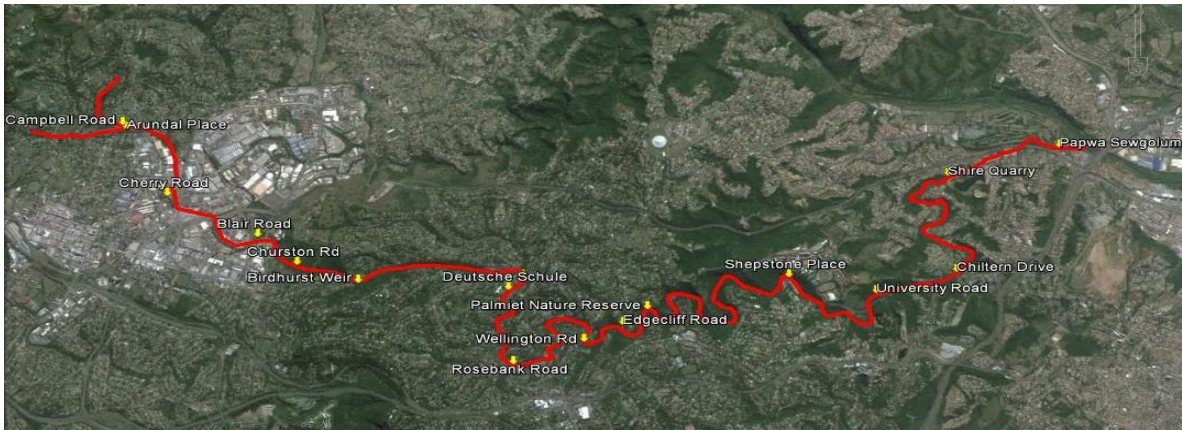 Campbell Road
Arundal Place
Cherry Road
Blair Road
Churston Rd
Birdhurst Weir
Deutsche Schule
Palmiet Nature Reserve
Edgecliff Road
Wellington Rd
Rosebank Road
Shepstone Place
University Road
Chiltern Drive
Shire Quarry
Papwa Sewgolum